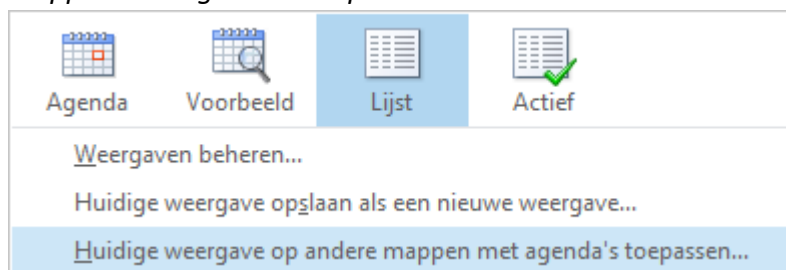 Agenda Voorbeeld Lijst Actief
Weergaven beheren...
Huidige weergave opslaan als een nieuwe weergave...
Huidige weergave op andere mappen met agenda's toepassen...